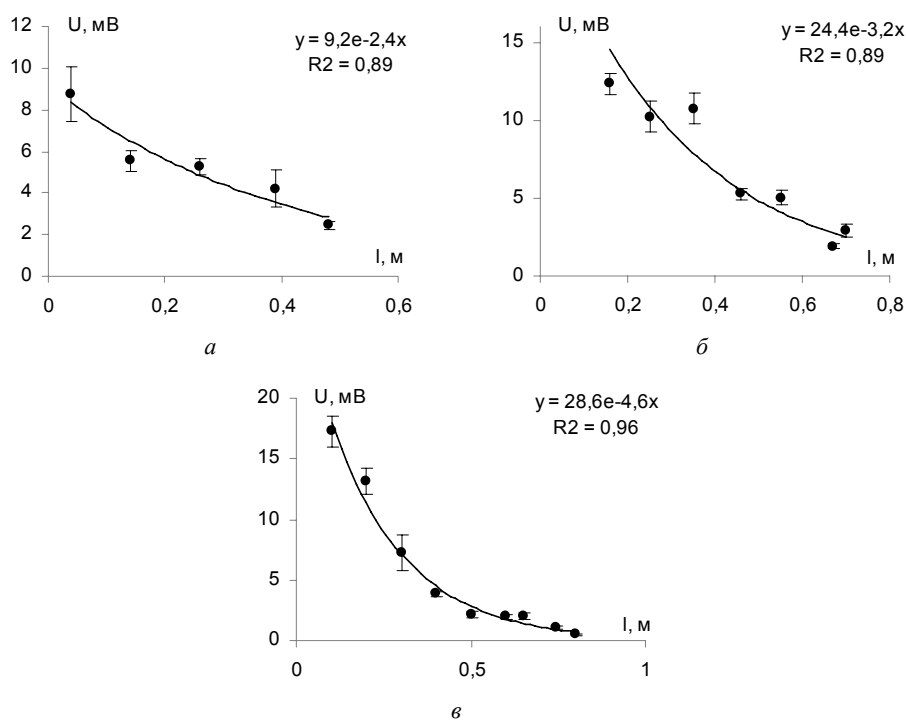 U, мВ
y = 9,2e-2,4x
R2 = 0,89
12
10
8
6
4
2
0
l, м
0
0,2
0,4
0,6
а
U, мВ
y = 24,4e-3,2x
R2 = 0,89
15
10
5
0
l, м
0
0,2
0,4
0,6
0,8
б
U, мВ
y = 28,6e-4,6x
R2 = 0,96
20
15
10
5
0
l, м
0
0,5
1
в